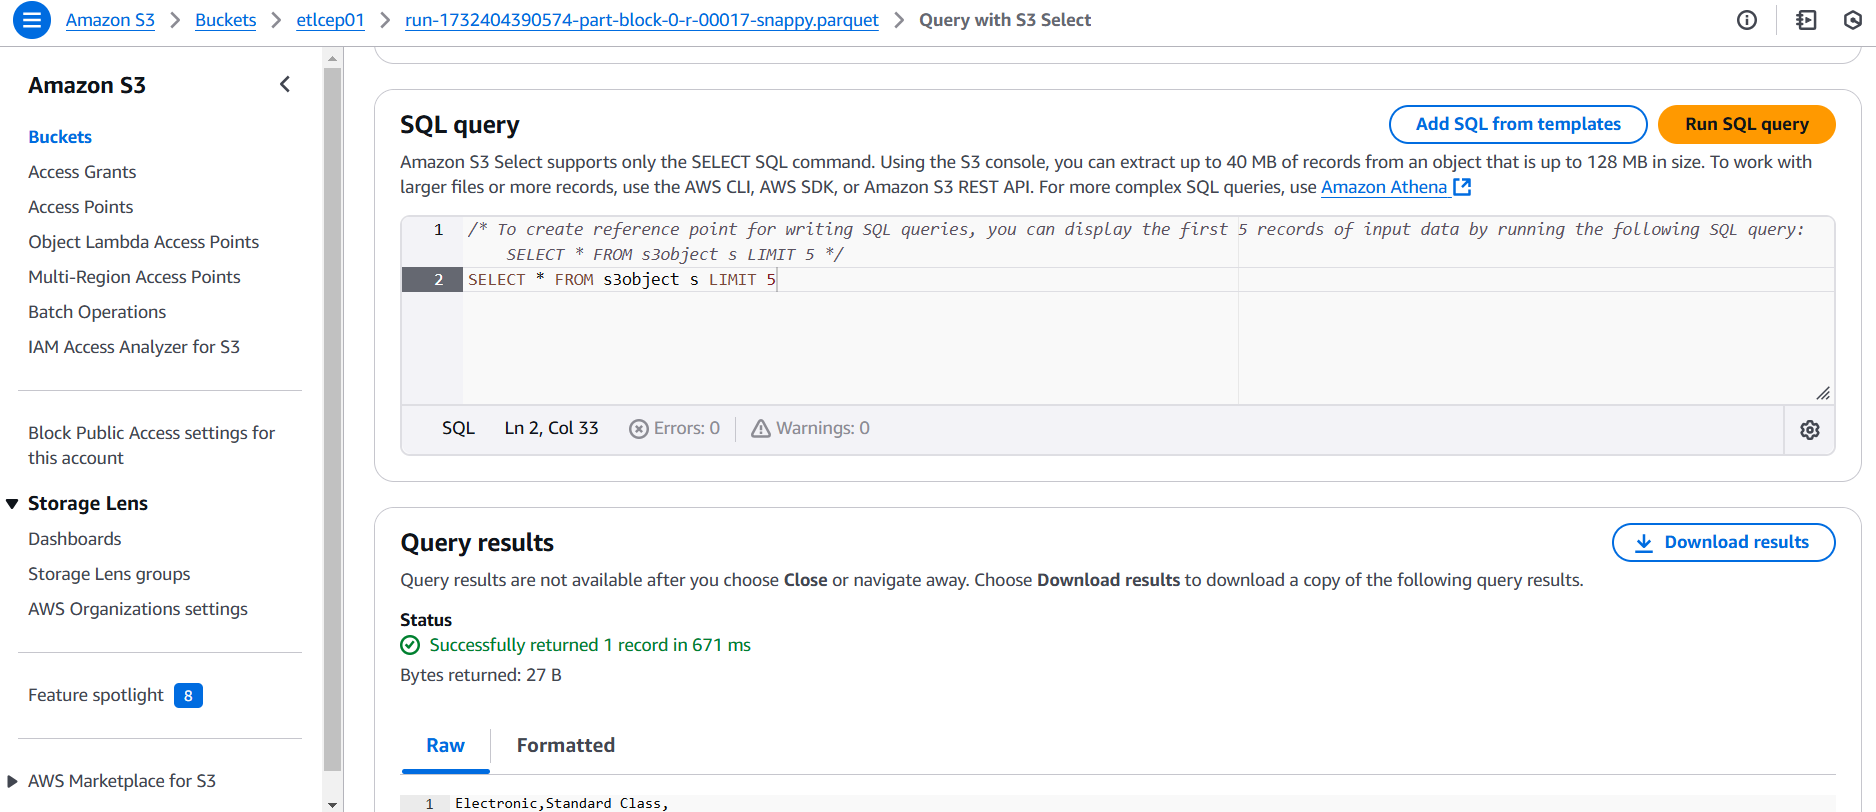 Amazon S3 > Buckets > etlcep01 > run-1732404390574-part-block-0-r-00017-snappy.parquet > Query with S3 Select
Amazon S3
Buckets
Access Grants
Access Points
Object Lambda Access Points
Multi-Region Access Points
Batch Operations
IAM Access Analyzer for S3
Block Public Access settings for
this account
Storage Lens
Dashboards
Storage Lens groups
AWS Organizations settings
Feature spotlight 8
AWS Marketplace for S3
SQL query
Add SQL from templates
Run SQL query
Amazon S3 Select supports only the SELECT SQL command. Using the S3 console, you can extract up to 40 MB of records from an object that is up to 128 MB in size. To work with
larger files or more records, use the AWS CLI, AWS SDK, or Amazon S3 REST API. For more complex SQL queries, use Amazon Athena
1 /* To create reference point for writing SQL queries, you can display the first 5 records of input data by running the following SQL query:
SELECT * FROM s3object s LIMIT 5 */
2 SELECT * FROM s3object s LIMIT 5
SQL Ln 2, Col 33 Errors: 0 Warnings: 0
Query results
Download results
Query results are not available after you choose Close or navigate away. Choose Download results to download a copy of the following query results.
Status
Successfully returned 1 record in 671 ms
Bytes returned: 27 B
Raw Formatted
1 Electronic,Standard Class,